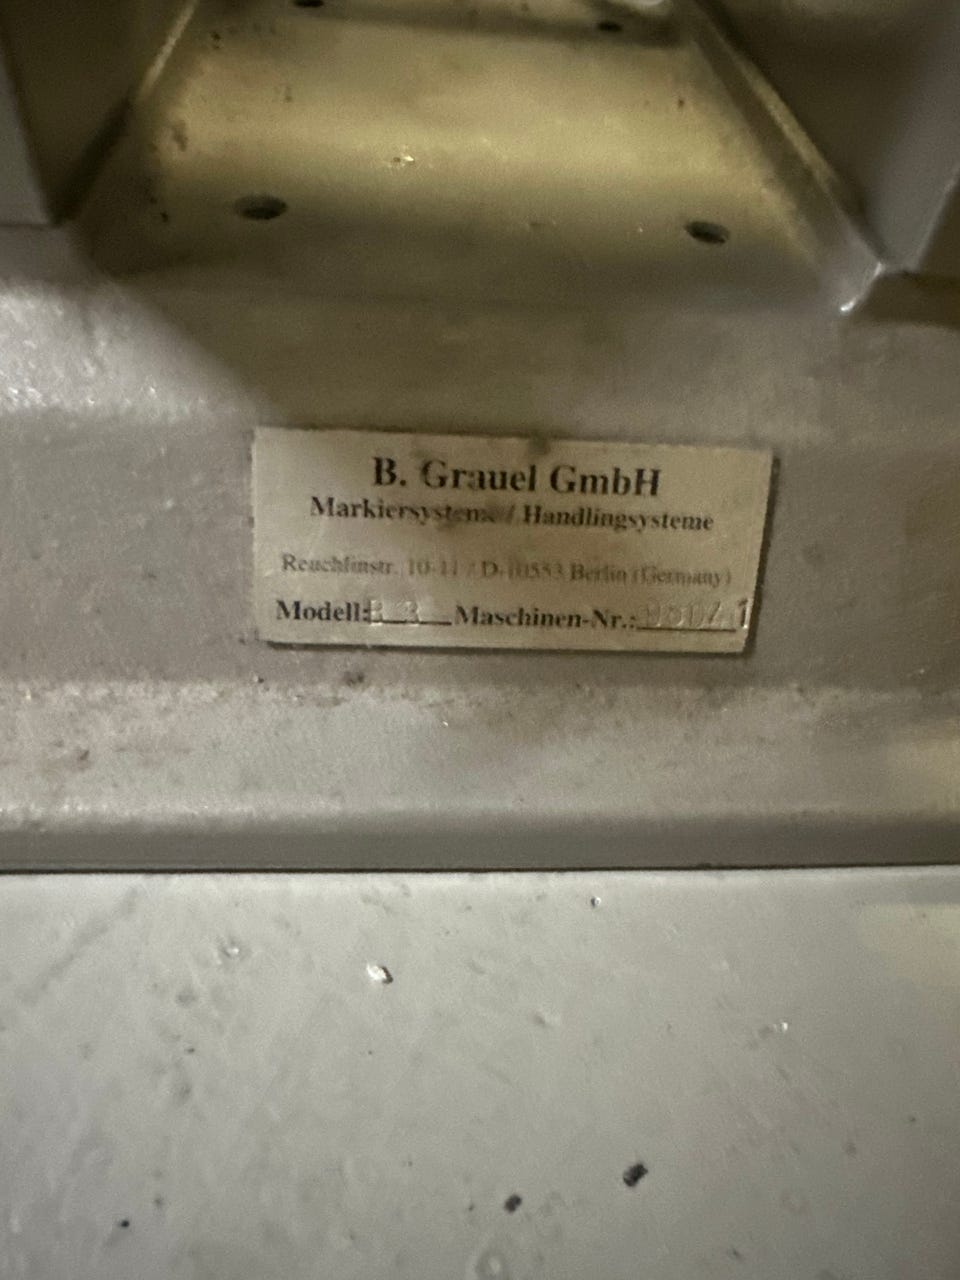 B. Grauel GmbH
Markiersysteme / Handlingsysteme
Reuchlinstr. 10-11 / D-10553 Berlin (Germany)
Modell: Maschinen-Nr.: